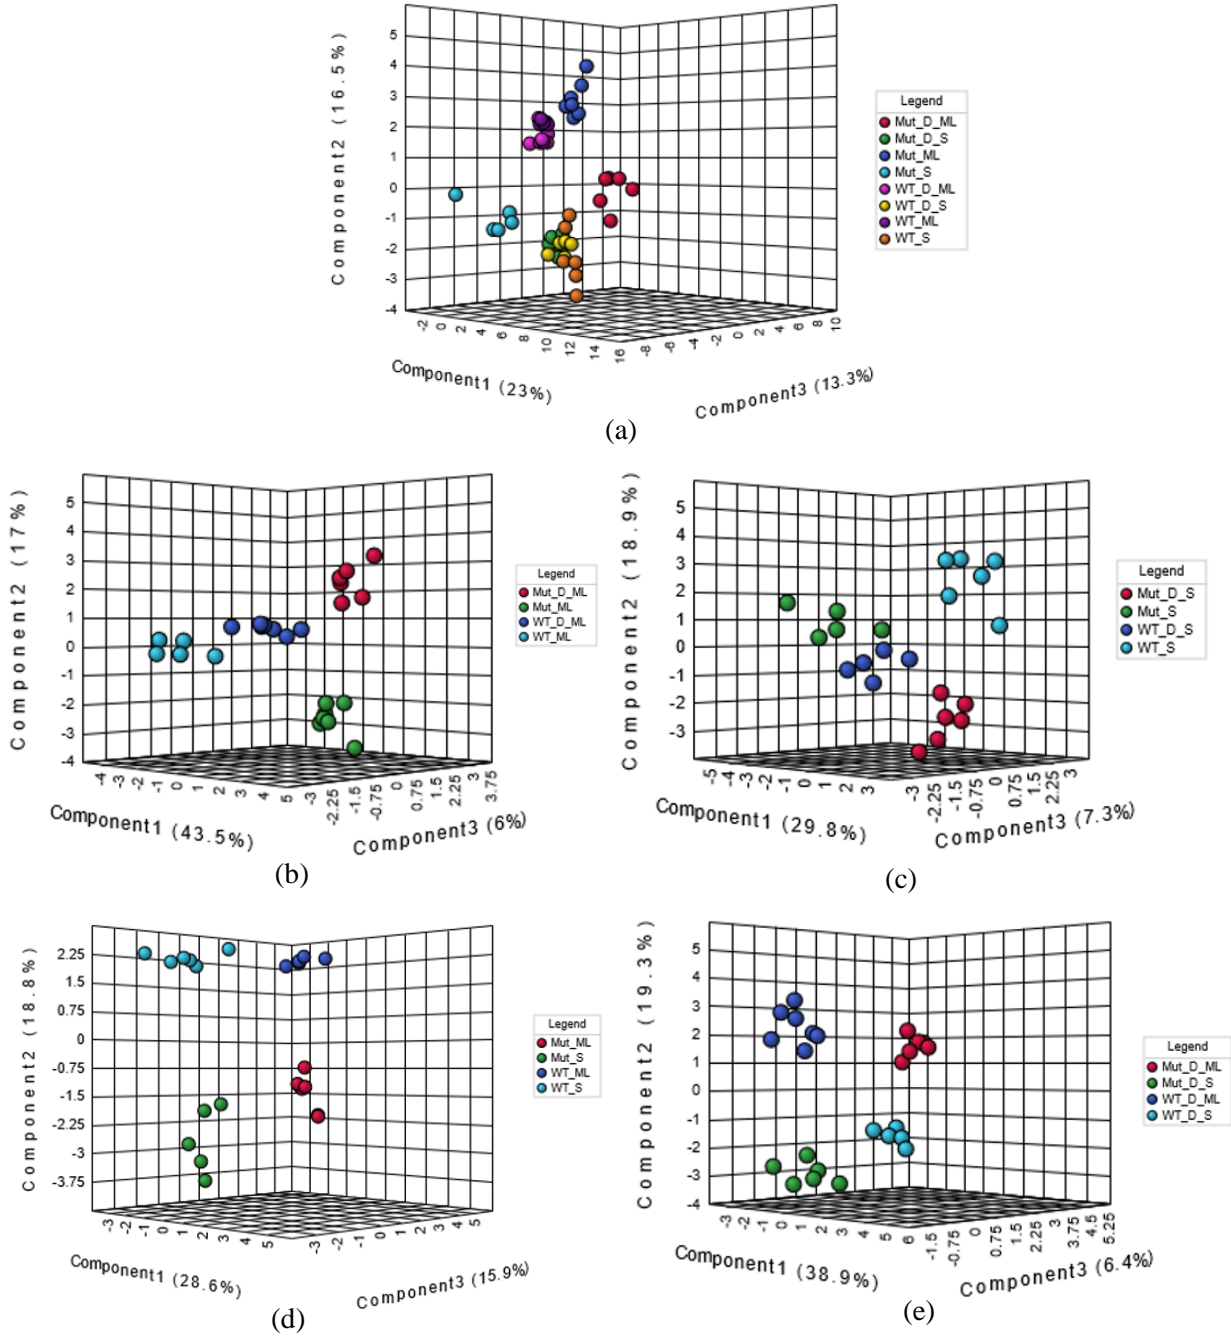 Component2 (16.5%)
5
4
3
2
1
0
-1
-2
-3
-4
-2
0
2
4
6
8
10
12
14
16
-8
-6
-4
-2
0
2
4
6
8
10
Component1 (23%)
Component3 (13.3%)
Legend
Mut_D_ML
Mut_D_S
Mut_ML
Mut_S
WT_D_ML
WT_D_S
WT_ML
WT_S
(a)
Component2 (17%)
5
4
3
2
1
0
-1
-2
-3
-4
-4
-3
-2
-1
0
1
2
3
4
5
-3
-2.25
-1.5
-0.75
0
0.75
1.5
2.25
3
3.75
Component1 (43.5%)
Component3 (6%)
Legend
Mut_D_ML
Mut_ML
WT_D_ML
WT_ML
(b)
Component2 (18.9%)
5
4
3
2
1
0
-1
-2
-3
-5
-4
-3
-2
-1
0
1
2
3
-3
-2.25
-1.5
-0.75
0
0.75
1.5
2.25
3
Component1 (29.8%)
Component3 (7.3%)
Legend
Mut_D_S
Mut_S
WT_D_S
WT_S
(c)
Component2 (18.8%)
2.25
1.5
0.75
0
-0.75
-1.5
-2.25
-3
-3.75
-3
-2
-1
0
1
2
3
4
5
-3
-2
-1
0
1
2
3
4
5
Component1 (28.6%)
Component3 (15.9%)
Legend
Mut_ML
Mut_S
WT_ML
WT_S
(d)
Component2 (19.3%)
5
4
3
2
1
0
-1
-2
-3
-4
-3
-2
-1
0
1
2
3
4
5
6
-1.5
-0.75
0
0.75
1.5
2.25
3
3.75
4.5
5.25
Component1 (38.9%)
Component3 (6.4%)
Legend
Mut_D_ML
Mut_D_S
WT_D_ML
WT_D_S
(e)